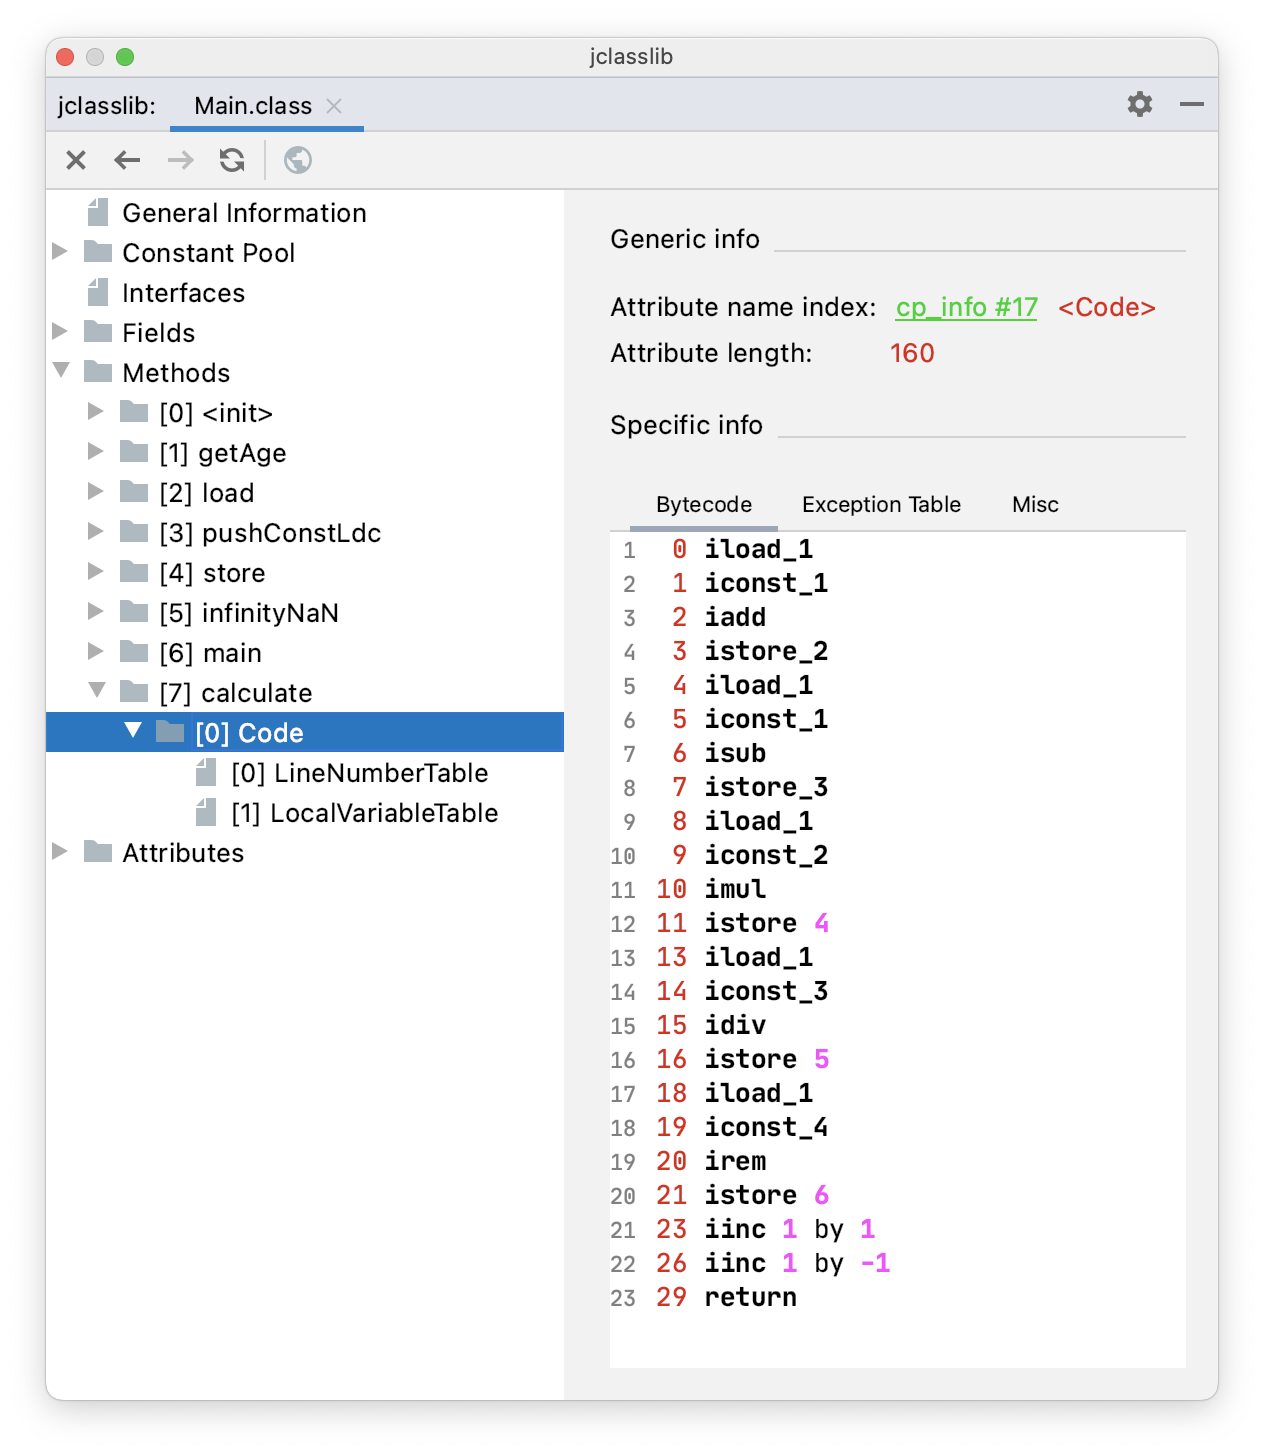 jclasslib
jclasslib: Main.class
General Information
Constant Pool
Interfaces
Fields
Methods
[0] <init>
[1] getAge
[2] load
[3] pushConstLdc
[4] store
[5] infinityNaN
[6] main
[7] calculate
[0] Code
[0] LineNumberTable
[1] LocalVariableTable
Attributes
Generic info
Attribute name index: cp_info #17 <Code>
Attribute length: 160
Specific info
Bytecode Exception Table Misc
1 0 iload_1
2 1 iconst_1
3 2 iadd
4 3 istore_2
5 4 iload_1
6 5 iconst_1
7 6 isub
8 7 istore_3
9 8 iload_1
10 9 iconst_2
11 10 imul
12 11 istore 4
13 13 iload_1
14 14 iconst_3
15 15 idiv
16 16 istore 5
17 18 iload_1
18 19 iconst_4
19 20 irem
20 21 istore 6
21 23 iinc 1 by 1
22 26 iinc 1 by -1
23 29 return